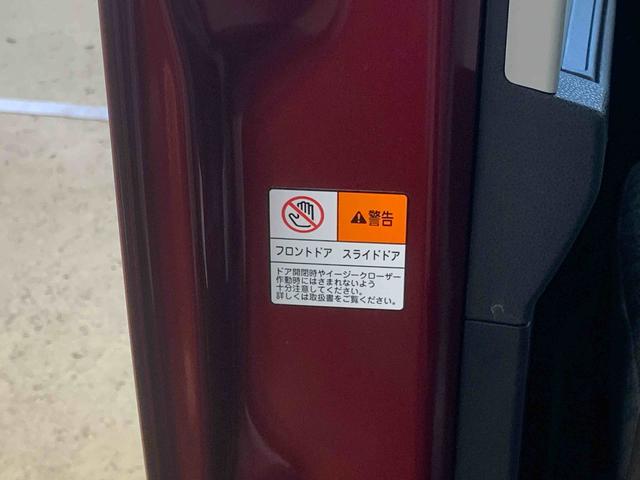 警告
フロントドア スライドドア
ドア開閉時やイージークローザー
作動時にはさまれないよう
十分注意してください。
詳しくは取扱書をご覧ください。